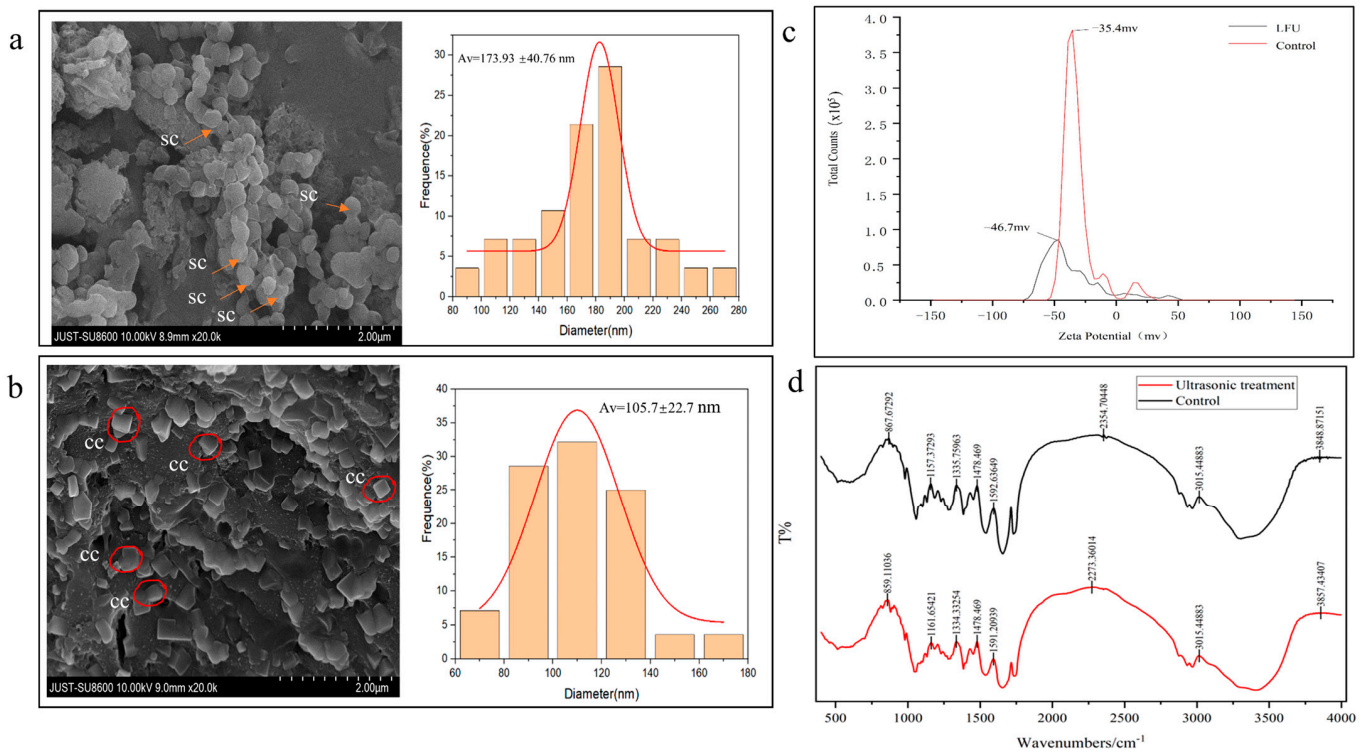 a
sc
sc
sc
sc
sc
JUST-SU8600 10.00kV 8.9mm x20.0k 2.00μm
Av=173.93 ±40.76 nm
Frequence(%)
35
30
25
20
15
10
5
0
80 100 120 140 160 180 200 220 240 260 280
Diameter(nm)
b
cc
cc
cc
cc
cc
JUST-SU8600 10.00kV 9.0mm x20.0k 2.00μm
Av=105.7±22.7 nm
Frequence(%)
40
35
30
25
20
15
10
5
0
60 80 100 120 140 160 180
Diameter(nm)
c
−35.4mv
LFU
Control
−46.7mv
Total Counts (x10⁵)
4.0
3.5
3.0
2.5
2.0
1.5
1.0
0.5
0.0
−150 −100 −50 0 50 100 150
Zeta Potential (mv)
d
Ultrasonic treatment
Control
867.67292
1157.37293
1335.75963
1478.469
1592.63649
2354.70448
3015.44883
3848.87151
859.11036
1161.65421
1334.33254
1478.469
1591.20939
2273.36014
3015.44883
3857.43407
T%
500 1000 1500 2000 2500 3000 3500 4000
Wavenumbers/cm⁻¹